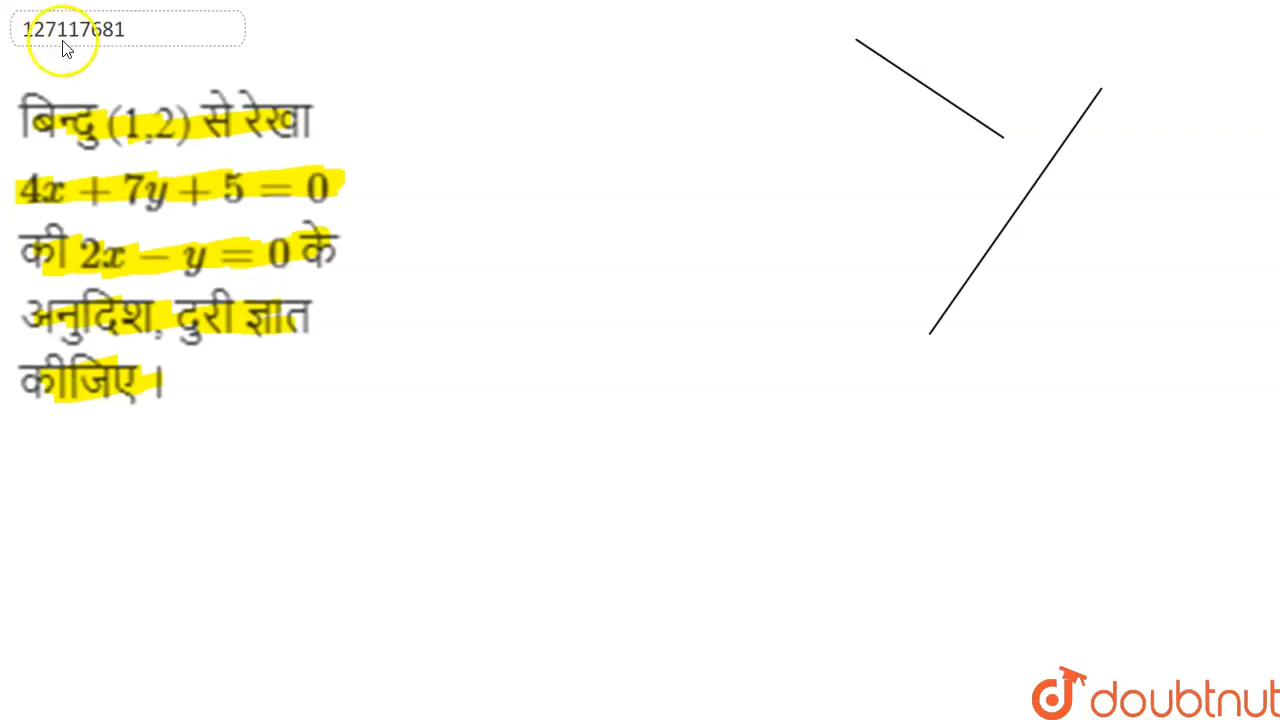 127117681
बिन्दु (1,2) से रेखा
4x + 7y + 5 = 0
की 2x − y = 0 के
अनुदिश, दुरी ज्ञात
कीजिए ।
doubtnut